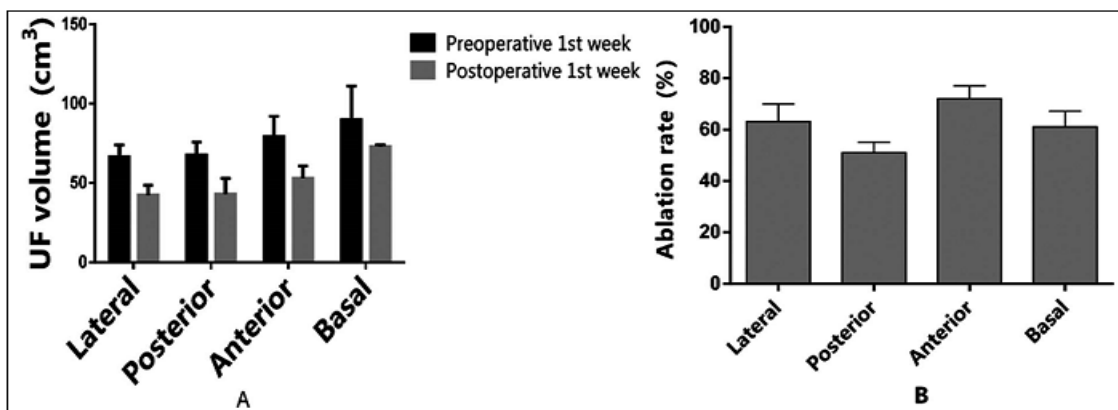 150
100
50
0
UF volume (cm³)
Lateral
Posterior
Anterior
Basal
Preoperative 1st week
Postoperative 1st week
A
100
80
60
40
20
0
Ablation rate (%)
Lateral
Posterior
Anterior
Basal
B